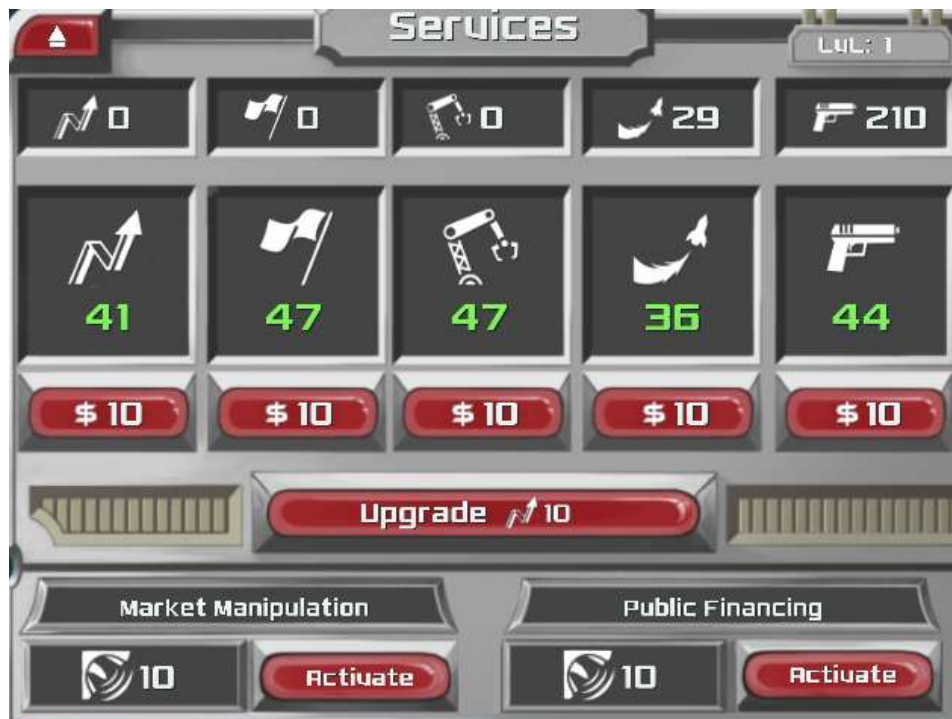 Services
LvL: 1
0 0 0 29 210
41 47 47 36 44
$ 10 $ 10 $ 10 $ 10 $ 10
Upgrade 10
Market Manipulation Public Financing
10 Activate 10 Activate